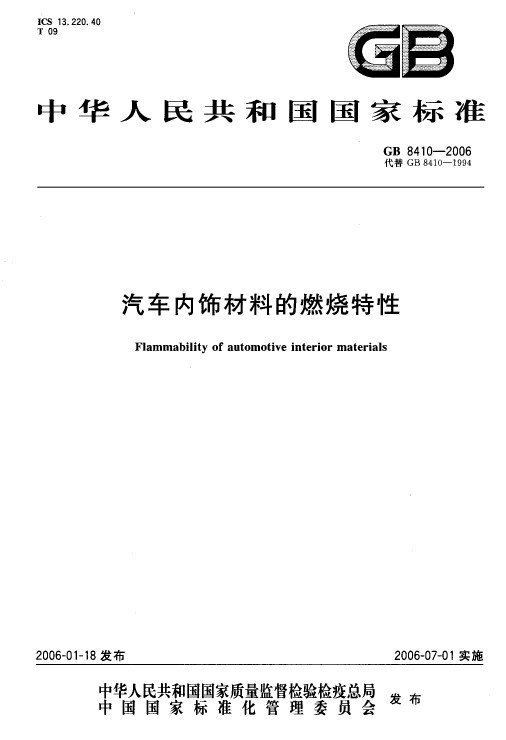 ICS 13.220.40
T 09
GB
中华人民共和国国家标准
GB 8410—2006
代替 GB 8410—1994
汽车内饰材料的燃烧特性
Flammability of automotive interior materials
2006-01-18 发布
2006-07-01 实施
中华人民共和国国家质量监督检验检疫总局
中国国家标准化管理委员会
发布